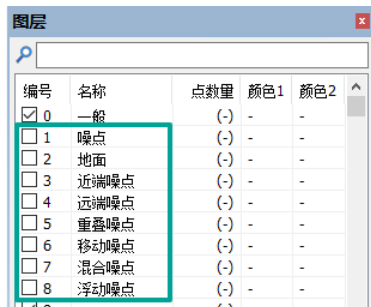 图层
编号 名称 点数量 颜色1 颜色2
0 一般 (-) - -
1 噪点 (-) - -
2 地面 (-) - -
3 近端噪点 (-) - -
4 远端噪点 (-) - -
5 重叠噪点 (-) - -
6 移动噪点 (-) - -
7 混合噪点 (-) - -
8 浮动噪点 (-) - -